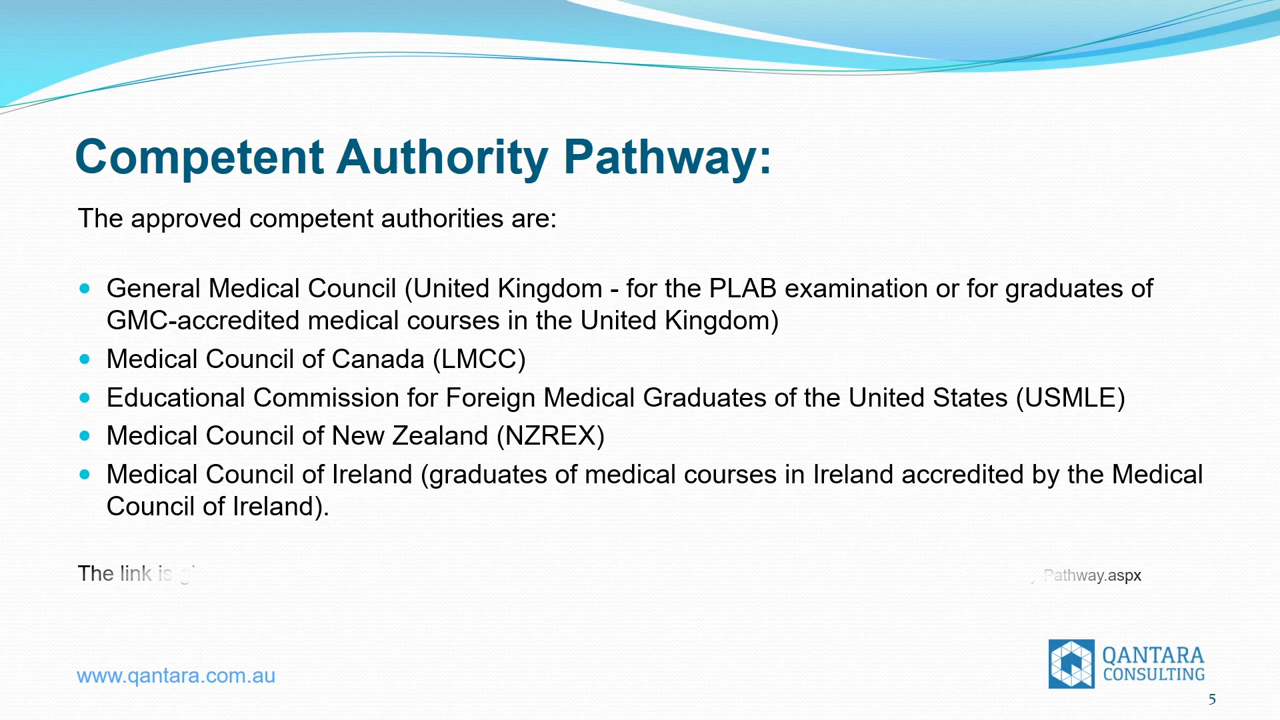 Competent Authority Pathway:
The approved competent authorities are:
• General Medical Council (United Kingdom - for the PLAB examination or for graduates of
GMC-accredited medical courses in the United Kingdom)
• Medical Council of Canada (LMCC)
• Educational Commission for Foreign Medical Graduates of the United States (USMLE)
• Medical Council of New Zealand (NZREX)
• Medical Council of Ireland (graduates of medical courses in Ireland accredited by the Medical
Council of Ireland).
The link is Pathway.aspx
www.qantara.com.au
QANTARA
CONSULTING
5